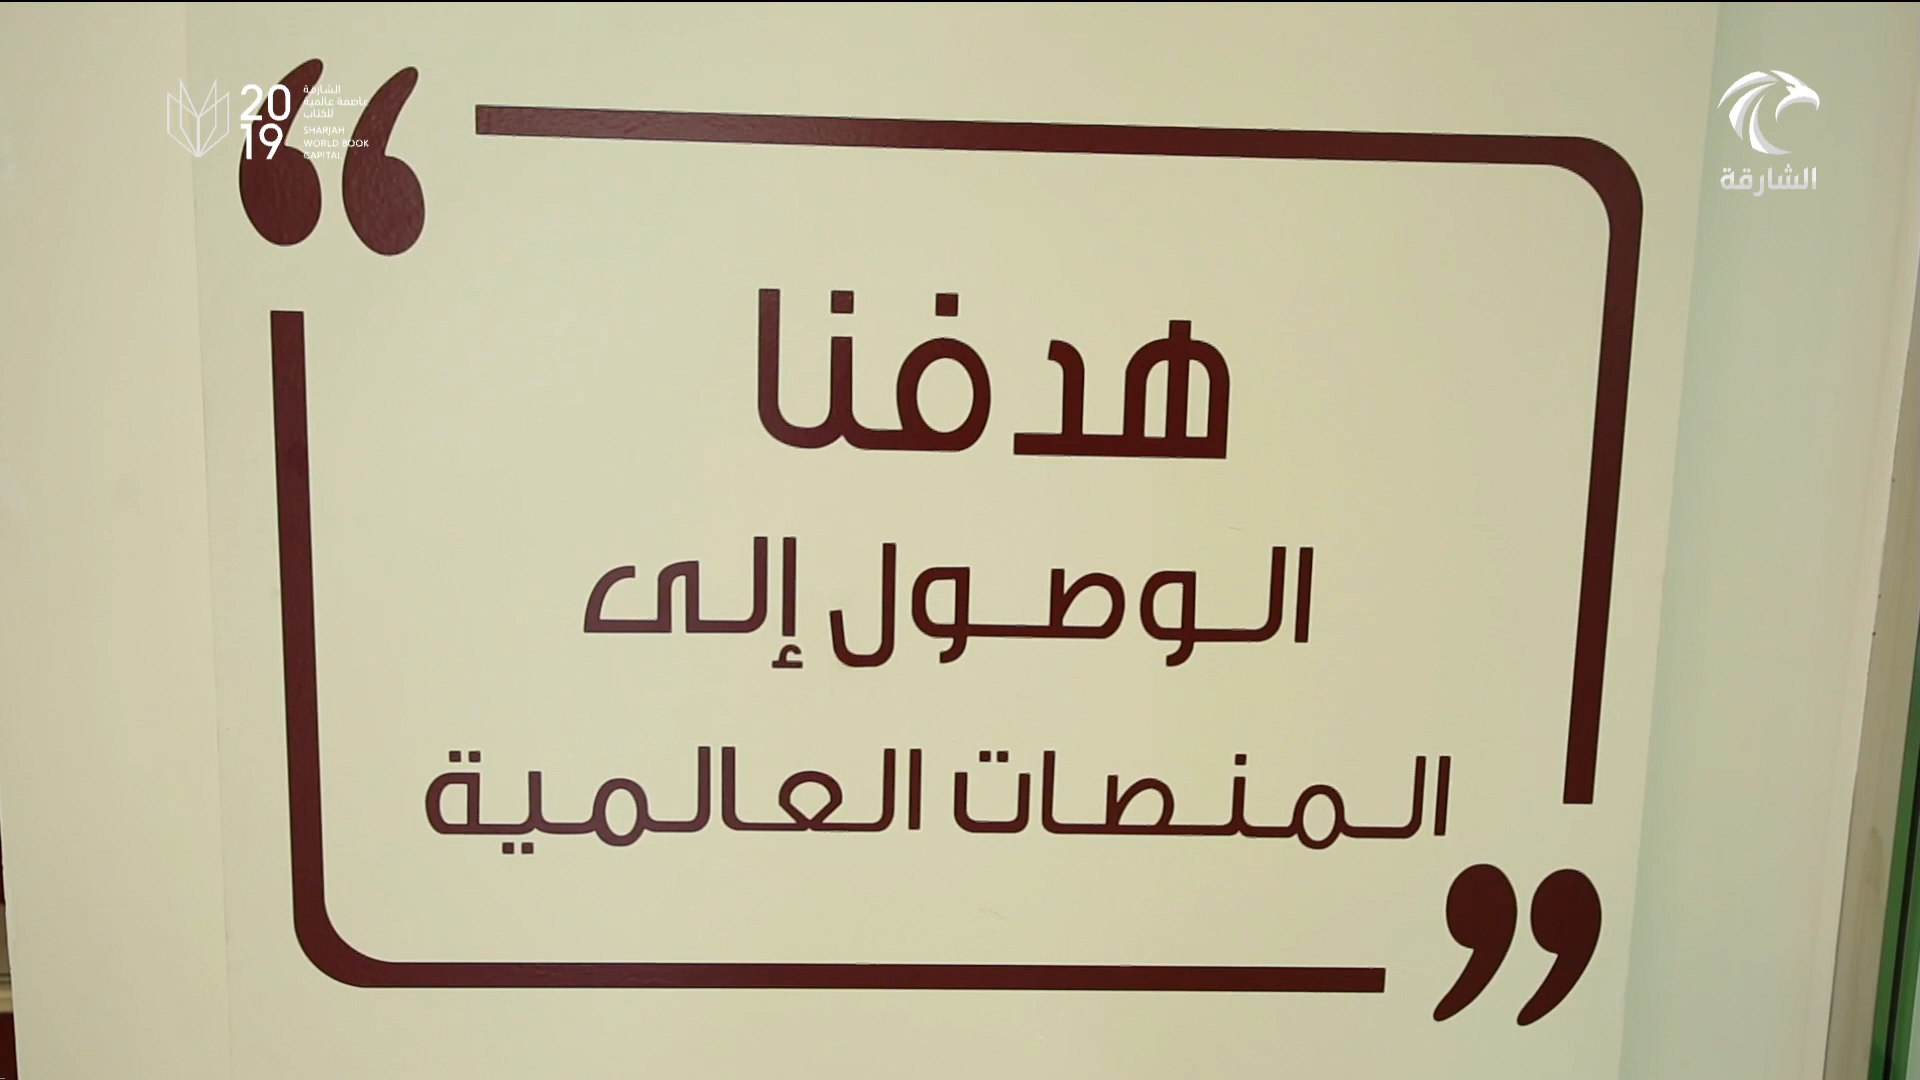 2019
الشارقة
عاصمة عالمية
للكتاب
SHARJAH
WORLD BOOK
CAPITAL
الشارقة
هدفنا
الوصول إلى
المنصات العالمية